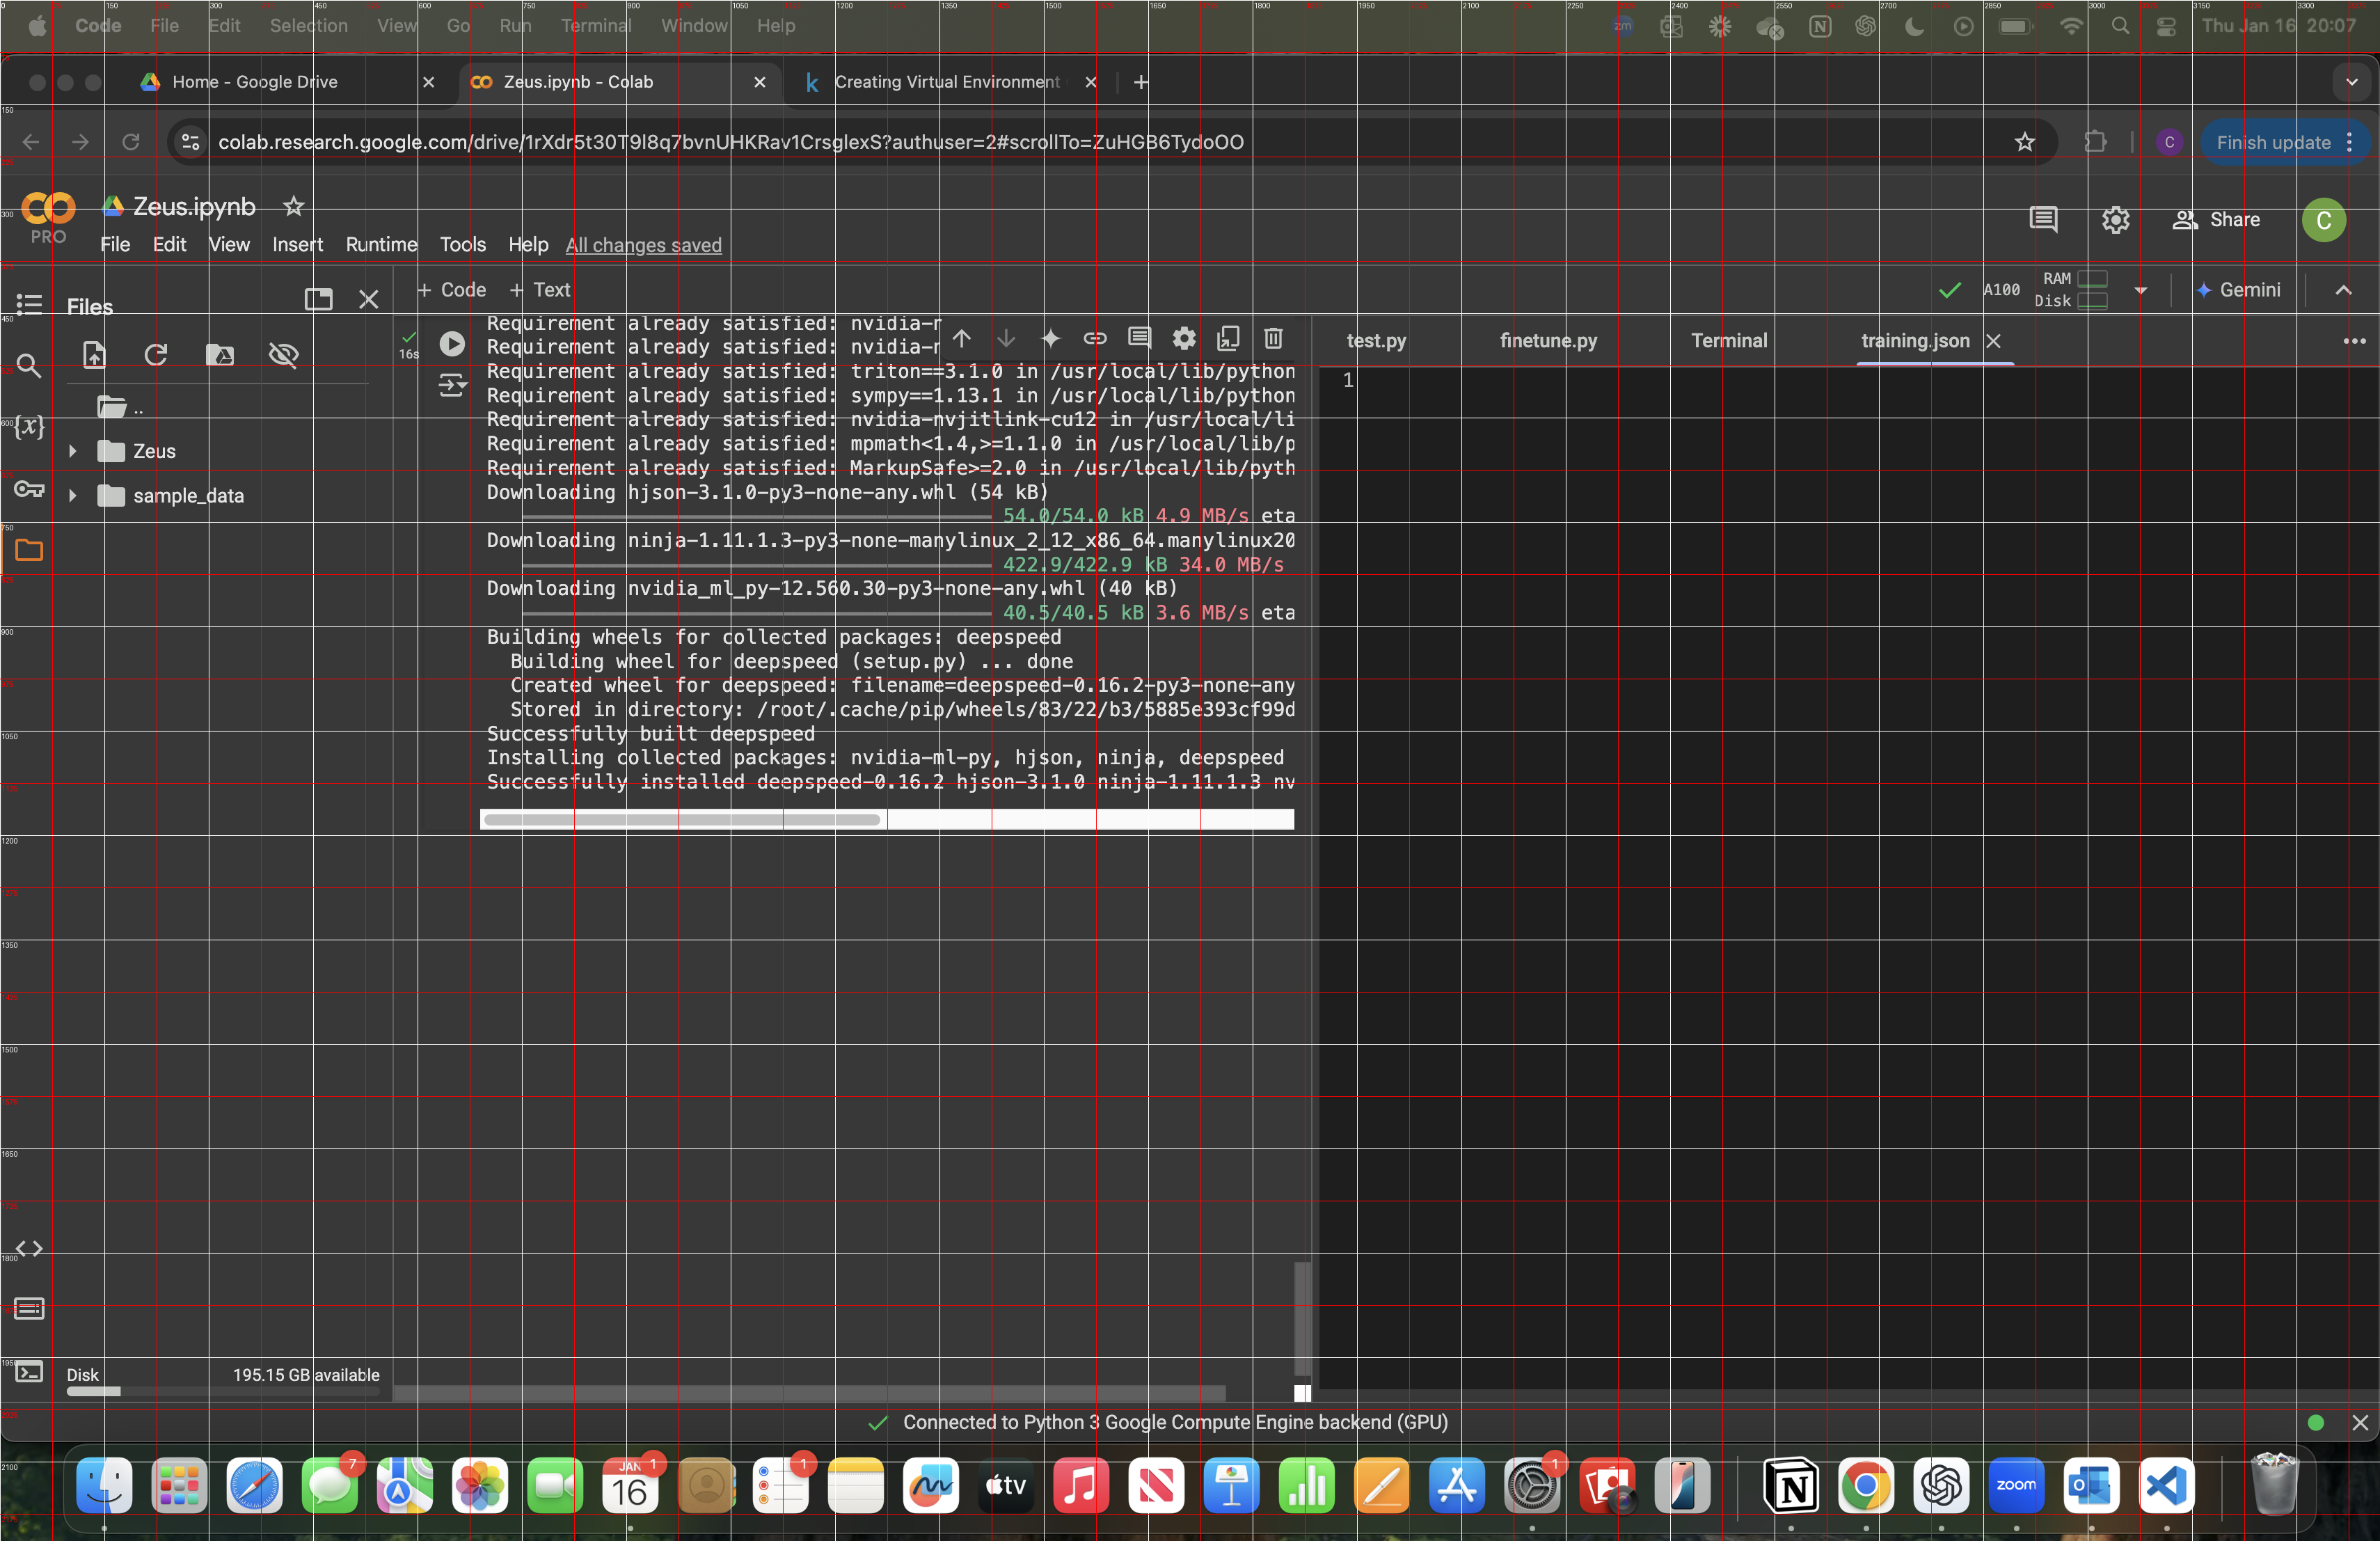 Code File Edit Selection View Go Run Terminal Window Help zm Thu Jan 16 20:07
Home - Google Drive Zeus.ipynb - Colab Creating Virtual Environment
colab.research.google.com/drive/1rXdr5t30T9l8q7bvnUHKRav1CrsglexS?authuser=2#scrollTo=ZuHGB6TydoOO C Finish update
PRO Zeus.ipynb
File Edit View Insert Runtime Tools Help All changes saved Share C
Files
+ Code + Text A100 RAM Disk Gemini
..
{x}
Zeus
sample_data
16s
Requirement already satisfied: nvidia-r
Requirement already satisfied: nvidia-r
Requirement already satisfied: triton==3.1.0 in /usr/local/lib/python
Requirement already satisfied: sympy==1.13.1 in /usr/local/lib/python
Requirement already satisfied: nvidia-nvjitlink-cu12 in /usr/local/li
Requirement already satisfied: mpmath<1.4,>=1.1.0 in /usr/local/lib/p
Requirement already satisfied: MarkupSafe>=2.0 in /usr/local/lib/pyth
Downloading hjson-3.1.0-py3-none-any.whl (54 kB)
54.0/54.0 kB 4.9 MB/s eta
Downloading ninja-1.11.1.3-py3-none-manylinux_2_12_x86_64.manylinux20
422.9/422.9 kB 34.0 MB/s
Downloading nvidia_ml_py-12.560.30-py3-none-any.whl (40 kB)
40.5/40.5 kB 3.6 MB/s eta
Building wheels for collected packages: deepspeed
Building wheel for deepspeed (setup.py) ... done
Created wheel for deepspeed: filename=deepspeed-0.16.2-py3-none-any
Stored in directory: /root/.cache/pip/wheels/83/22/b3/5885e393cf99d
Successfully built deepspeed
Installing collected packages: nvidia-ml-py, hjson, ninja, deepspeed
Successfully installed deepspeed-0.16.2 hjson-3.1.0 ninja-1.11.1.3 nv
test.py finetune.py Terminal training.json
1
Disk 195.15 GB available
Connected to Python 3 Google Compute Engine backend (GPU)
7 JAN 16 1 1 tv 1 zoom